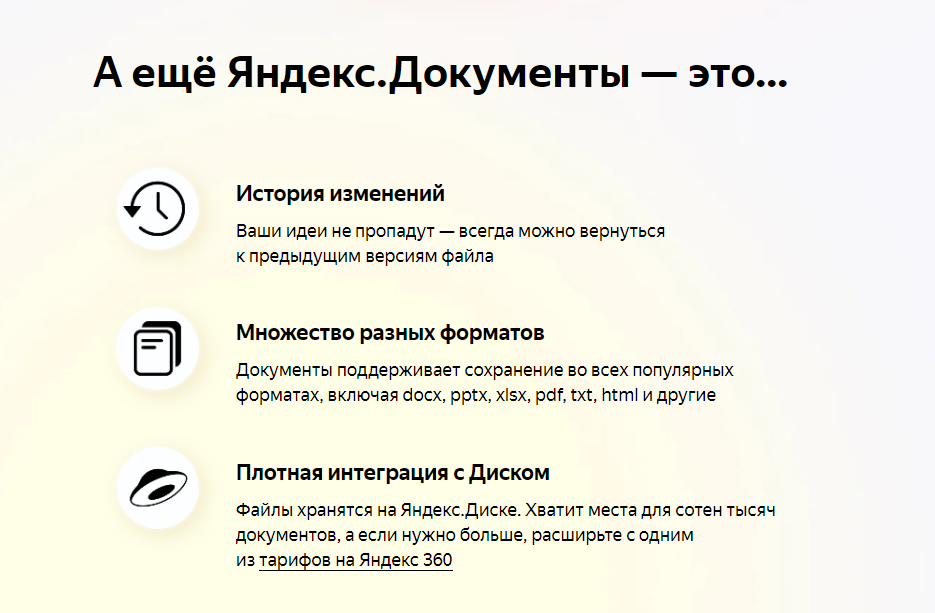 А ещё Яндекс.Документы — это...
История изменений
Ваши идеи не пропадут — всегда можно вернуться
к предыдущим версиям файла
Множество разных форматов
Документы поддерживает сохранение во всех популярных
форматах, включая docx, pptx, xlsx, pdf, txt, html и другие
Плотная интеграция с Диском
Файлы хранятся на Яндекс.Диске. Хватит места для сотен тысяч
документов, а если нужно больше, расширьте с одним
из тарифов на Яндекс 360